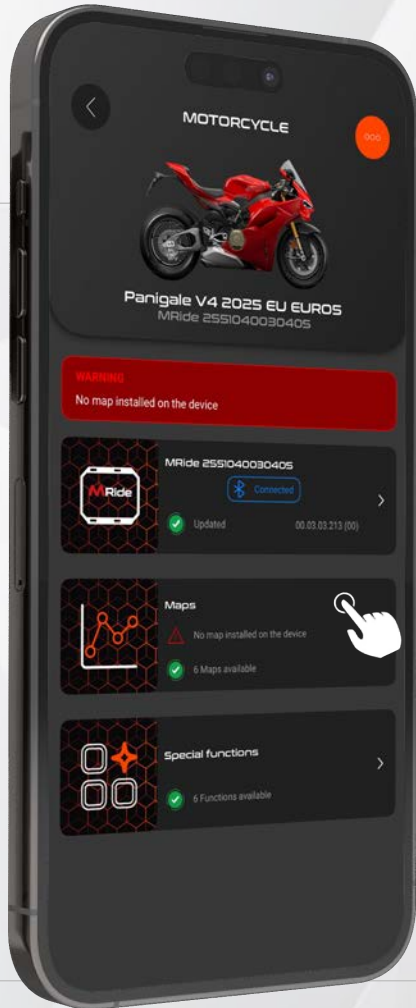 MOTORCYCLE
Panigale V4 2025 EU EURO5
MRide 2551040030405
WARNING
No map installed on the device
MRide
MRide 2551040030405
Connected
Updated 00.03.03.213 (00)
Maps
No map installed on the device
6 Maps available
Special functions
6 Functions available